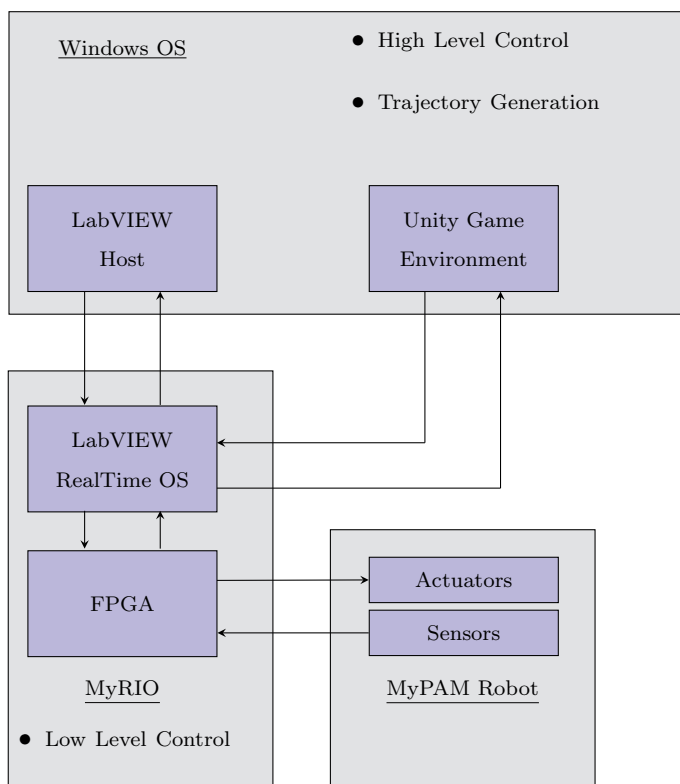 Windows OS
● High Level Control
● Trajectory Generation
LabVIEW
Host
Unity Game
Environment
LabVIEW
RealTime OS
FPGA
Actuators
Sensors
MyRIO
● Low Level Control
MyPAM Robot